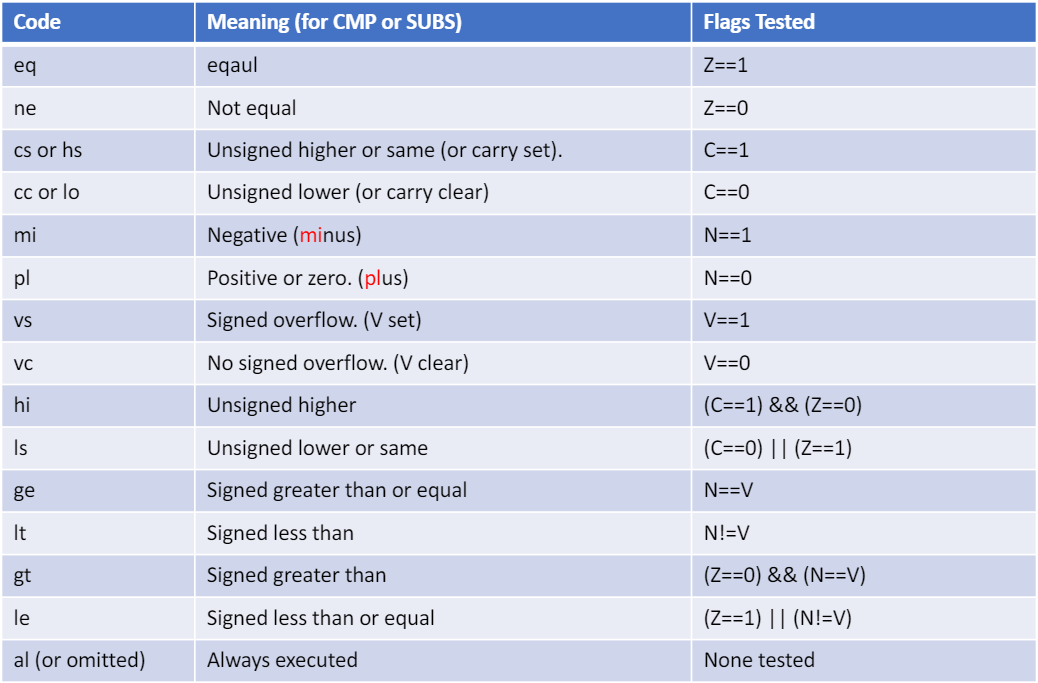 Code Meaning (for CMP or SUBS) Flags Tested
eq eqaul Z==1
ne Not equal Z==0
cs or hs Unsigned higher or same (or carry set). C==1
cc or lo Unsigned lower (or carry clear) C==0
mi Negative (minus) N==1
pl Positive or zero. (plus) N==0
vs Signed overflow. (V set) V==1
vc No signed overflow. (V clear) V==0
hi Unsigned higher (C==1) && (Z==0)
ls Unsigned lower or same (C==0) || (Z==1)
ge Signed greater than or equal N==V
lt Signed less than N!=V
gt Signed greater than (Z==0) && (N==V)
le Signed less than or equal (Z==1) || (N!=V)
al (or omitted) Always executed None tested